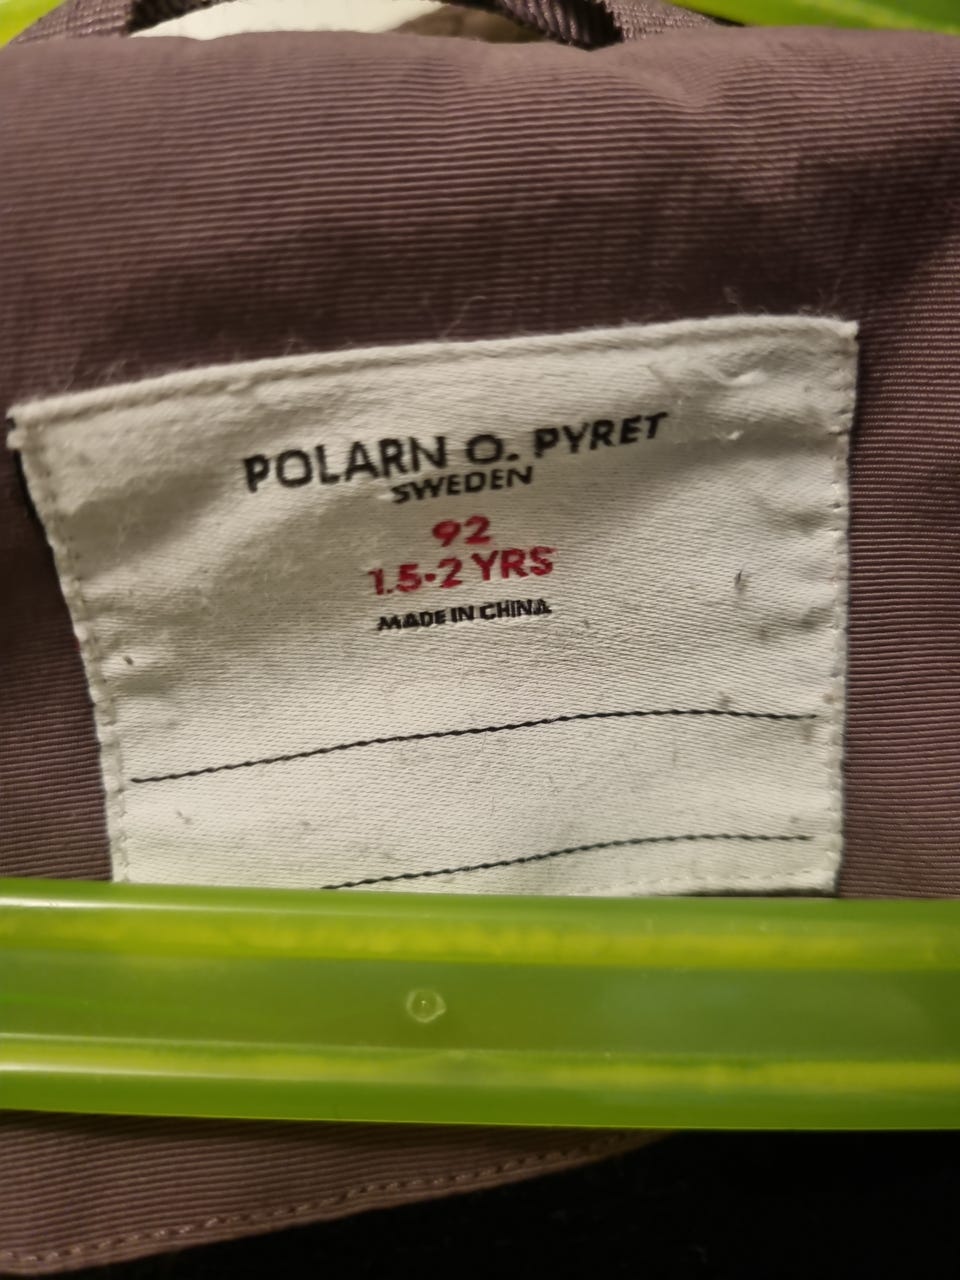 POLARN O. PYRET
SWEDEN
92
1.5-2 YRS
MADE IN CHINA